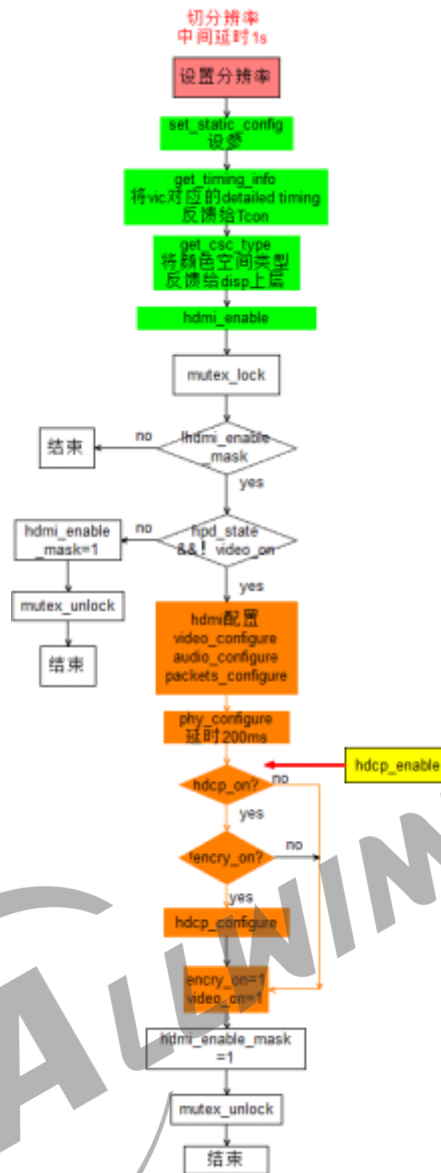 切分辨率
中间延时1s
设置分辨率
set_static_config
设参
get_timing_info
将vic对应的detailed timing
反馈给Tcon
get_csc_type
将颜色空间类型
反馈给disp上层
hdmi_enable
mutex_lock
!hdmi_enable
_mask
no
结束
yes
hpd_state
&&！video_on
no
hdmi_enable
_mask=1
mutex_unlock
结束
yes
hdmi配置
video_configure
audio_configure
packets_configure
phy_configure
延时200ms
hdcp_enable
hdcp_on?
no
yes
!encry_on?
no
yes
hdcp_configure
encry_on=1
video_on=1
hdmi_enable_mask
=1
mutex_unlock
结束
ALLWIN